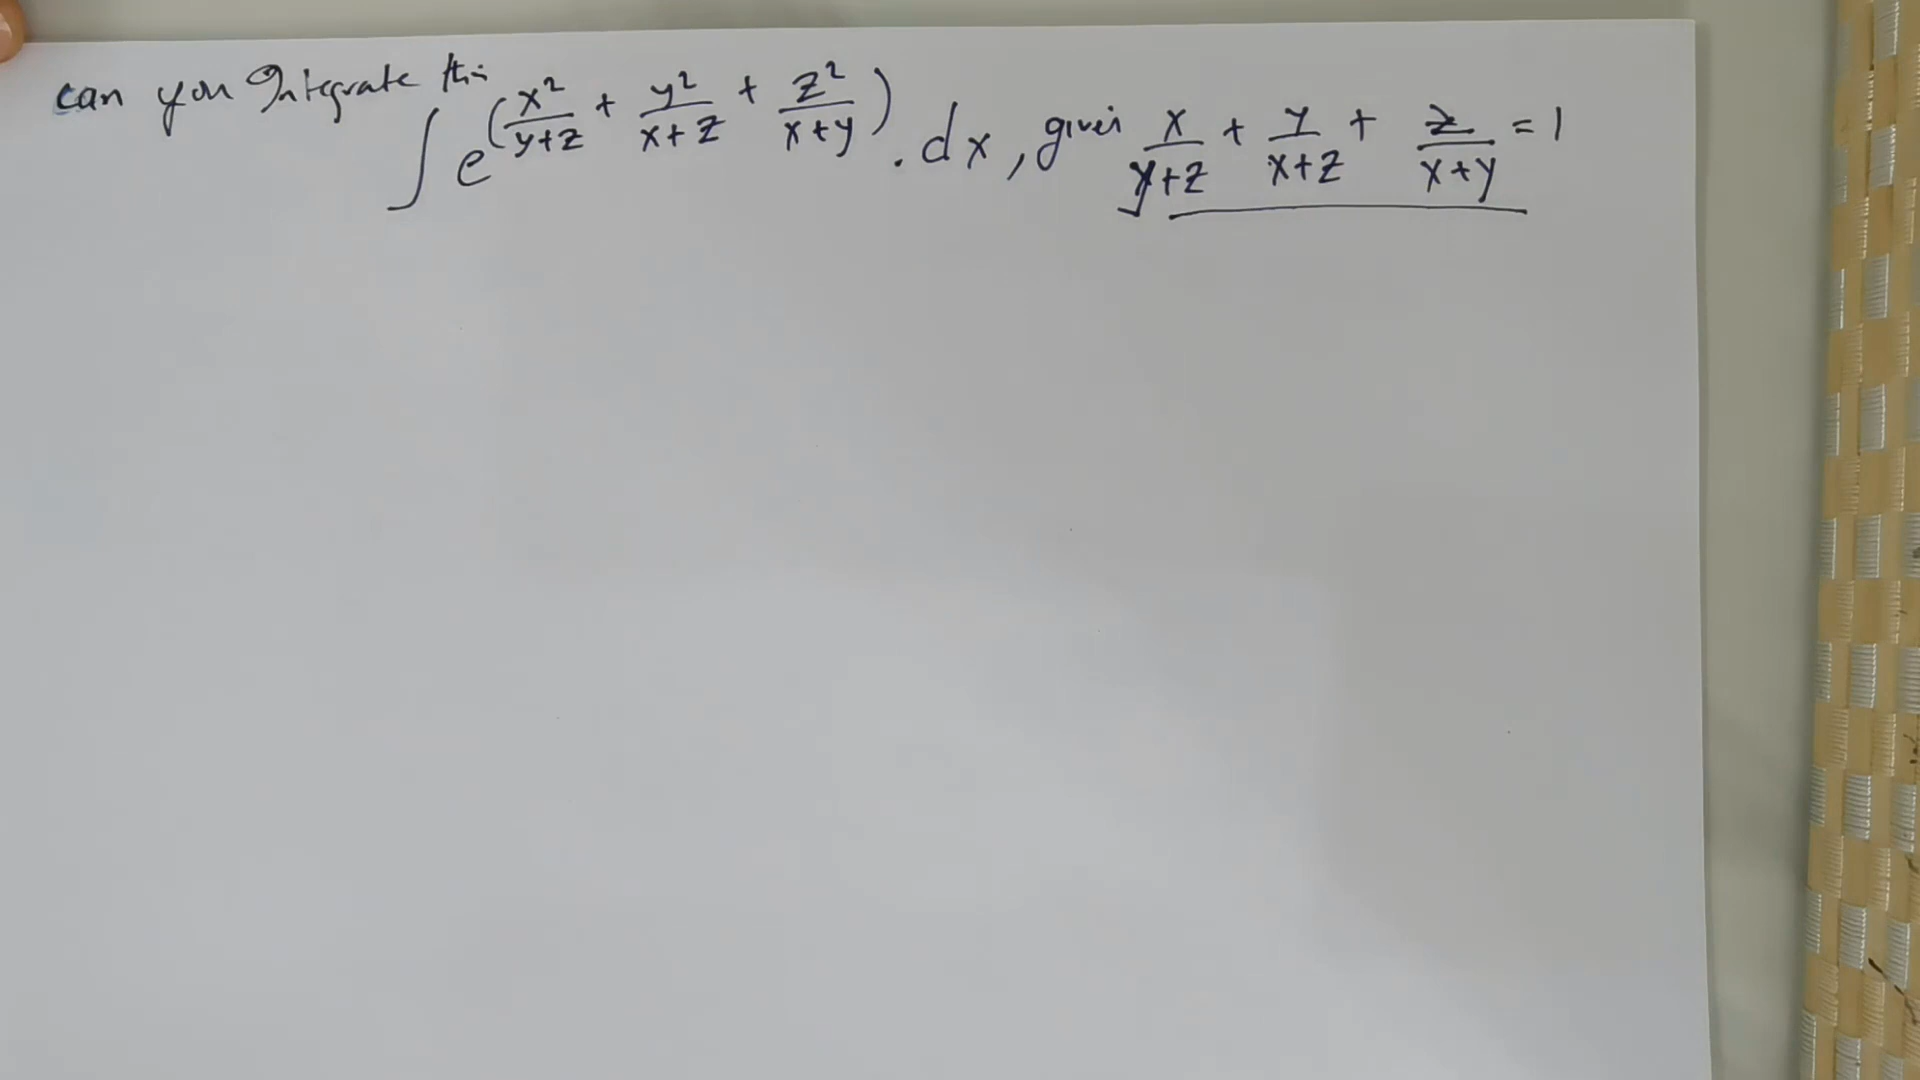 can you Integrate this
∫ e^(x²/(y+z) + y²/(x+z) + z²/(x+y)) . dx, given x/(y+z) + y/(x+z) + z/(x+y) = 1